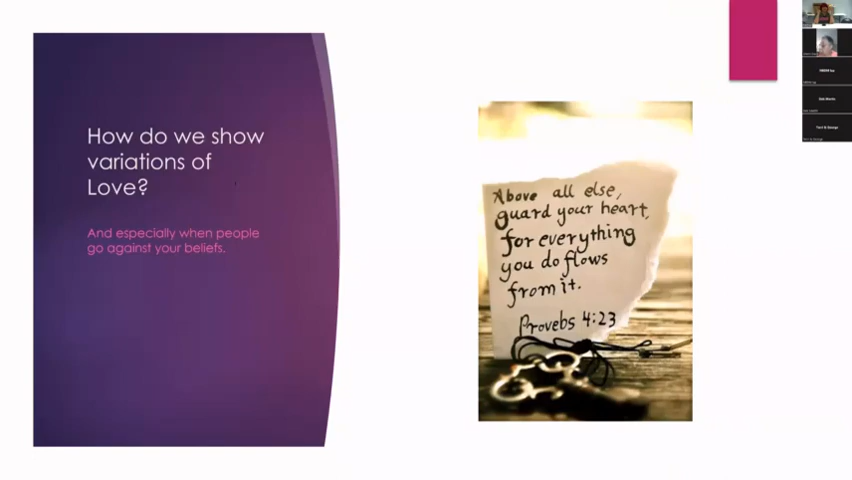 How do we show
variations of
Love?
And especially when people
go against your beliefs.
Above all else,
guard your heart,
for everything
you do flows
from it.
Provebs 4:23